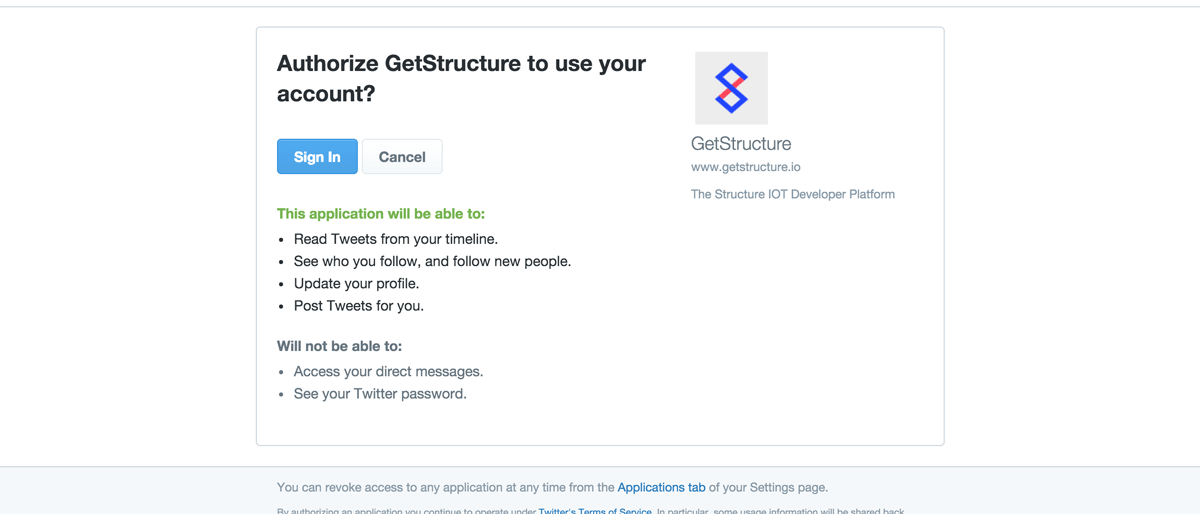 Authorize GetStructure to use your
account?
Sign In
Cancel
This application will be able to:
• Read Tweets from your timeline.
• See who you follow, and follow new people.
• Update your profile.
• Post Tweets for you.
Will not be able to:
• Access your direct messages.
• See your Twitter password.
GetStructure
www.getstructure.io
The Structure IOT Developer Platform
You can revoke access to any application at any time from the Applications tab of your Settings page.
By authorizing an application you continue to operate under Twitter's Terms of Service. In particular, some usage information will be shared back